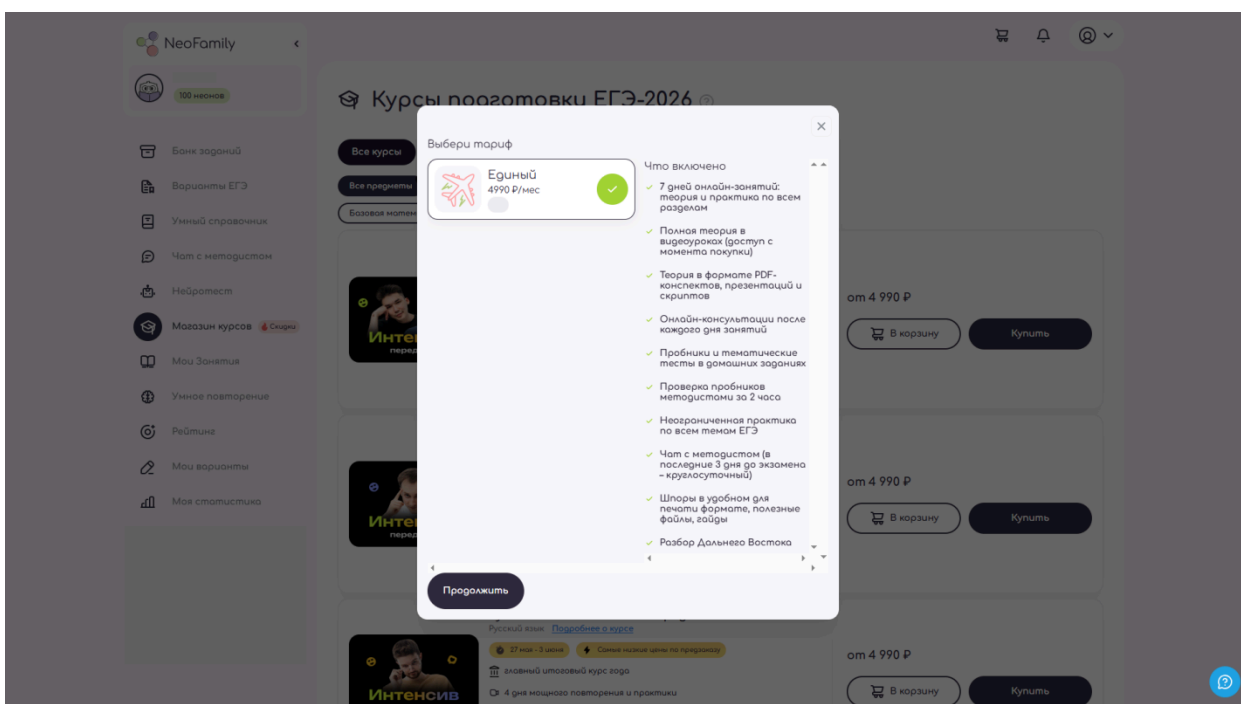 NeoFamily
100 неонов
Банк заданий
Варианты ЕГЭ
Умный справочник
Чат с методистом
Нейротест
Магазин курсов Скидки
Мои Занятия
Умное повторение
Рейтинг
Мои варианты
Моя статистика
Курсы подготовки ЕГЭ-2026
Все курсы
Все предметы
Базовая матем
Выбери тариф
Единый
4990 ₽/мес
Что включено
7 дней онлайн-занятий:
теория и практика по всем
разделам
Полная теория в
видеоуроках (доступ с
момента покупки)
Теория в формате PDF-
конспектов, презентаций и
скриптов
Онлайн-консультации после
каждого дня занятий
Пробники и тематические
тесты в домашних заданиях
Проверка пробников
методистами за 2 часа
Неограниченная практика
по всем темам ЕГЭ
Чат с методистом (в
последние 3 дня до экзамена
– круглосуточный)
Шпоры в удобном для
печати формате, полезные
файлы, гайды
Разбор Дальнего Востока
Продолжить
Интен
перед
от 4 990 ₽
В корзину
Купить
Интен
перед
от 4 990 ₽
В корзину
Купить
Русский язык Подробнее о курсе
27 мая - 3 июня Самые низкие цены по предзаказу
главный итоговый курс года
4 дня мощного повторения и практики
ИНТЕНСИВ
от 4 990 ₽
В корзину
Купить